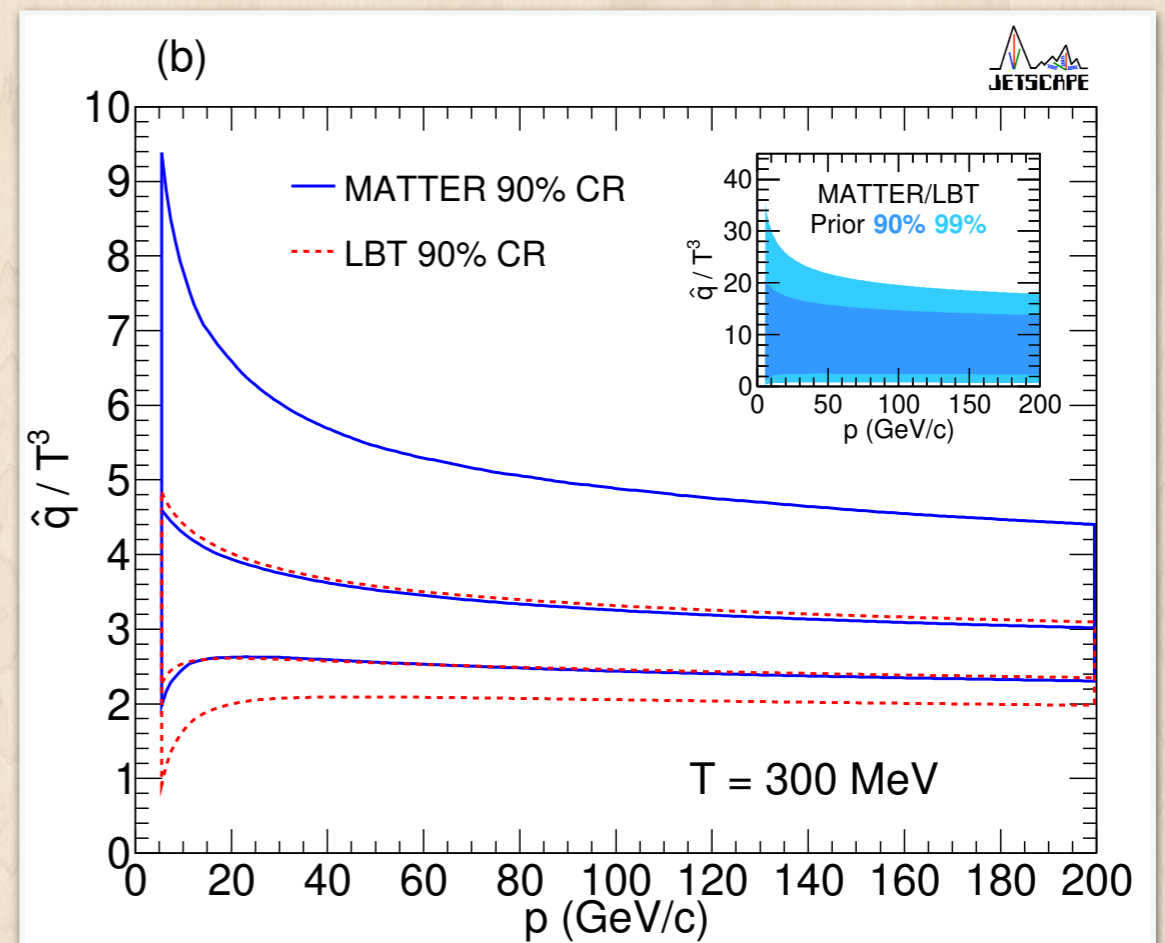 (b)
JETSCAPE
10
9
8
7
6
5
4
3
2
1
0
q̂ / T³
MATTER 90% CR
LBT 90% CR
MATTER/LBT
Prior 90% 99%
40
30
20
10
0
q̂ / T³
0 50 100 150 200
p (GeV/c)
T = 300 MeV
0 20 40 60 80 100 120 140 160 180 200
p (GeV/c)